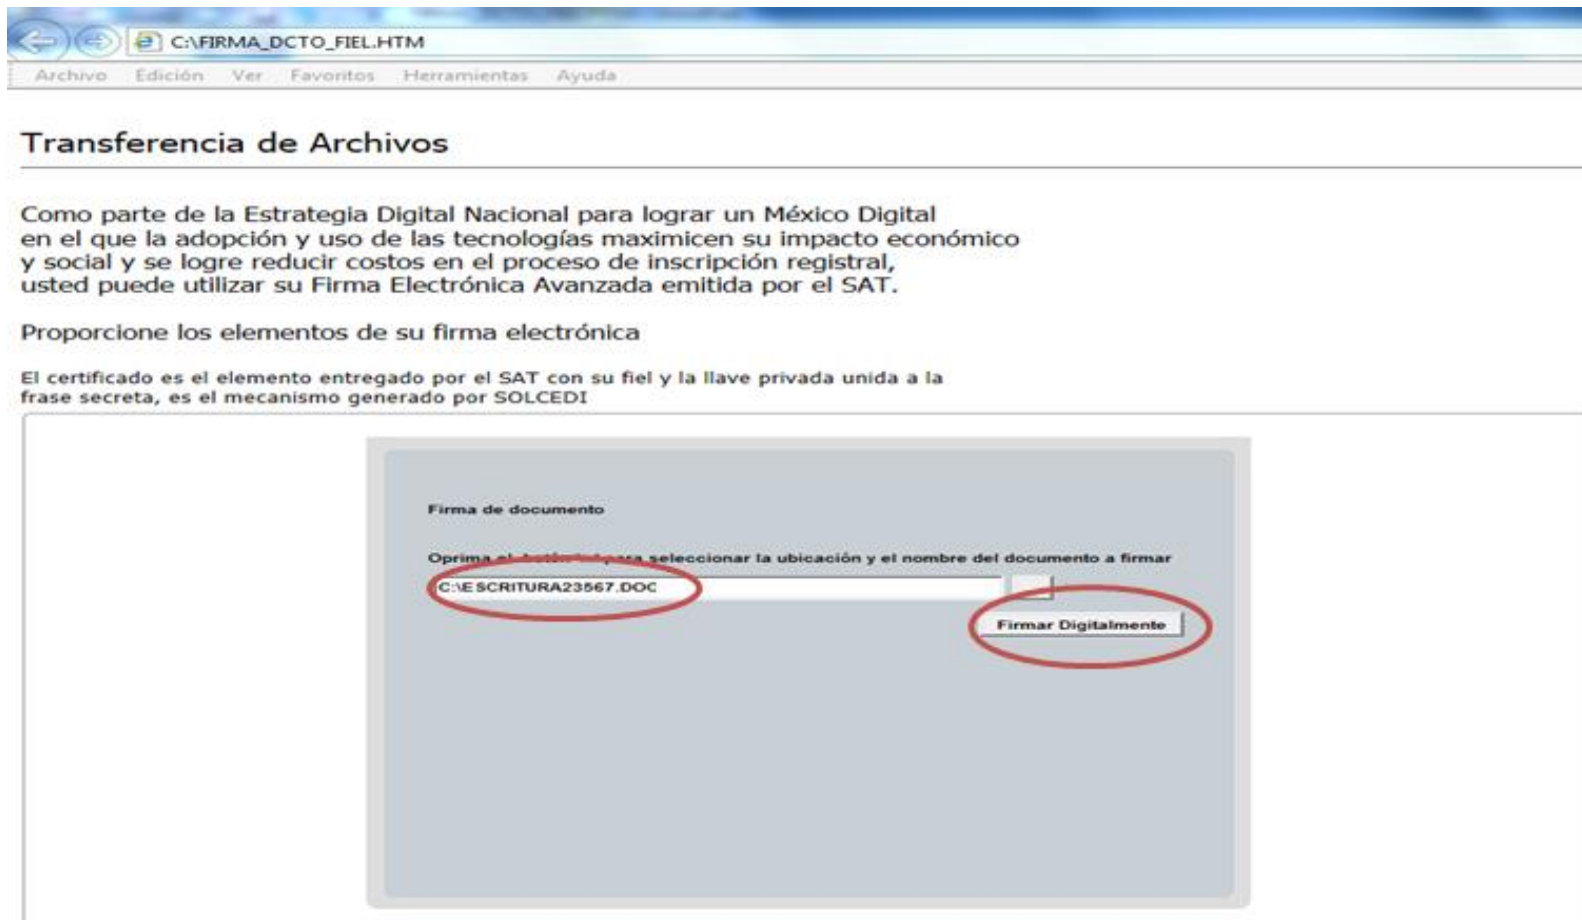 C:\FIRMA_DCTO_FIEL.HTM
Archivo Edición Ver Favoritos Herramientas Ayuda
Transferencia de Archivos
Como parte de la Estrategia Digital Nacional para lograr un México Digital
en el que la adopción y uso de las tecnologías maximicen su impacto económico
y social y se logre reducir costos en el proceso de inscripción registral,
usted puede utilizar su Firma Electrónica Avanzada emitida por el SAT.
Proporcione los elementos de su firma electrónica
El certificado es el elemento entregado por el SAT con su fiel y la llave privada unida a la
frase secreta, es el mecanismo generado por SOLCEDI
Firma de documento
Oprima el botón para seleccionar la ubicación y el nombre del documento a firmar
C:\ESCRITURA23567.DOC
Firmar Digitalmente